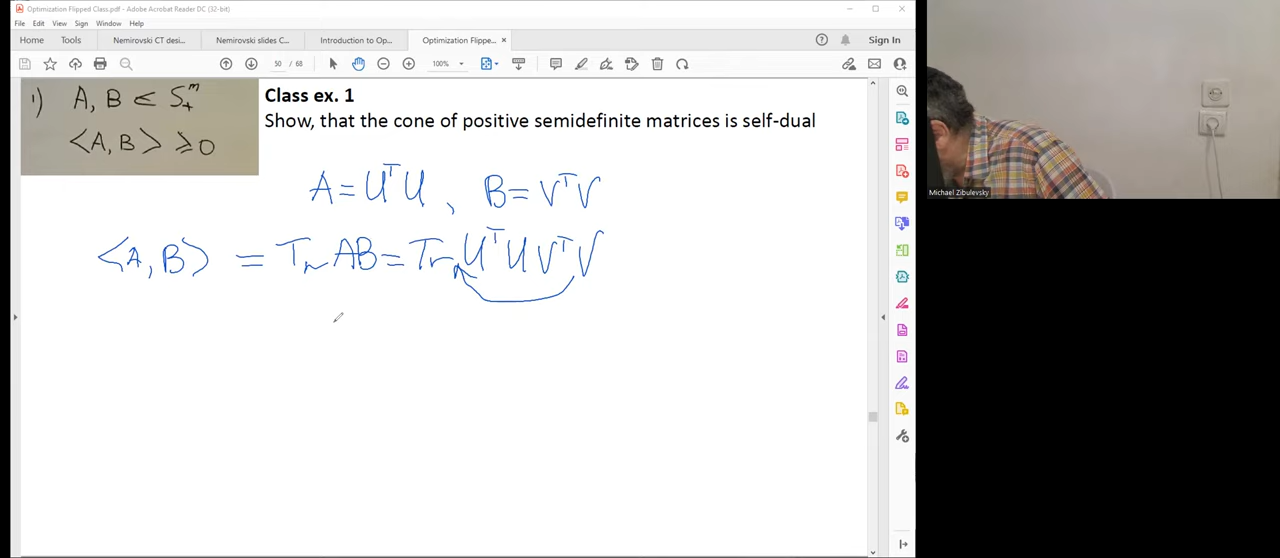 Optimization Flipped Class.pdf - Adobe Acrobat Reader DC (32-bit)
File Edit View Sign Window Help
Home Tools Nemirovski CT desi... Nemirovski slides C... Introduction to Op... Optimization Flippe... × Sign In
50 / 68 100%
1) A, B ∈ S₊ᵐ
⟨A, B⟩ ≥ 0
Class ex. 1
Show, that the cone of positive semidefinite matrices is self-dual
A = UᵀU , B = VᵀV
⟨A, B⟩ = Tr AB = Tr UᵀU VᵀV
Michael Zibulevsky